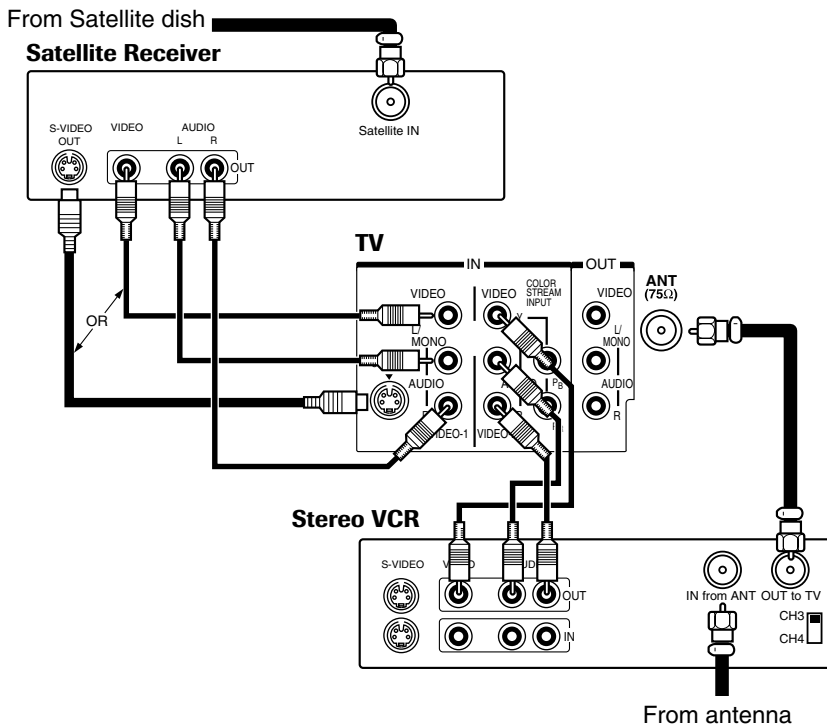 From Satellite dish
Satellite Receiver
S-VIDEO
OUT
VIDEO
AUDIO
L
R
OUT
Satellite IN
OR
TV
IN
OUT
VIDEO
L/
MONO
AUDIO
VIDEO
COLOR
STREAM
INPUT
Y
PB
VIDEO
L/
MONO
AUDIO
R
ANT
(75Ω)
Stereo VCR
S-VIDEO
OUT
IN
IN from ANT
OUT to TV
CH3
CH4
From antenna